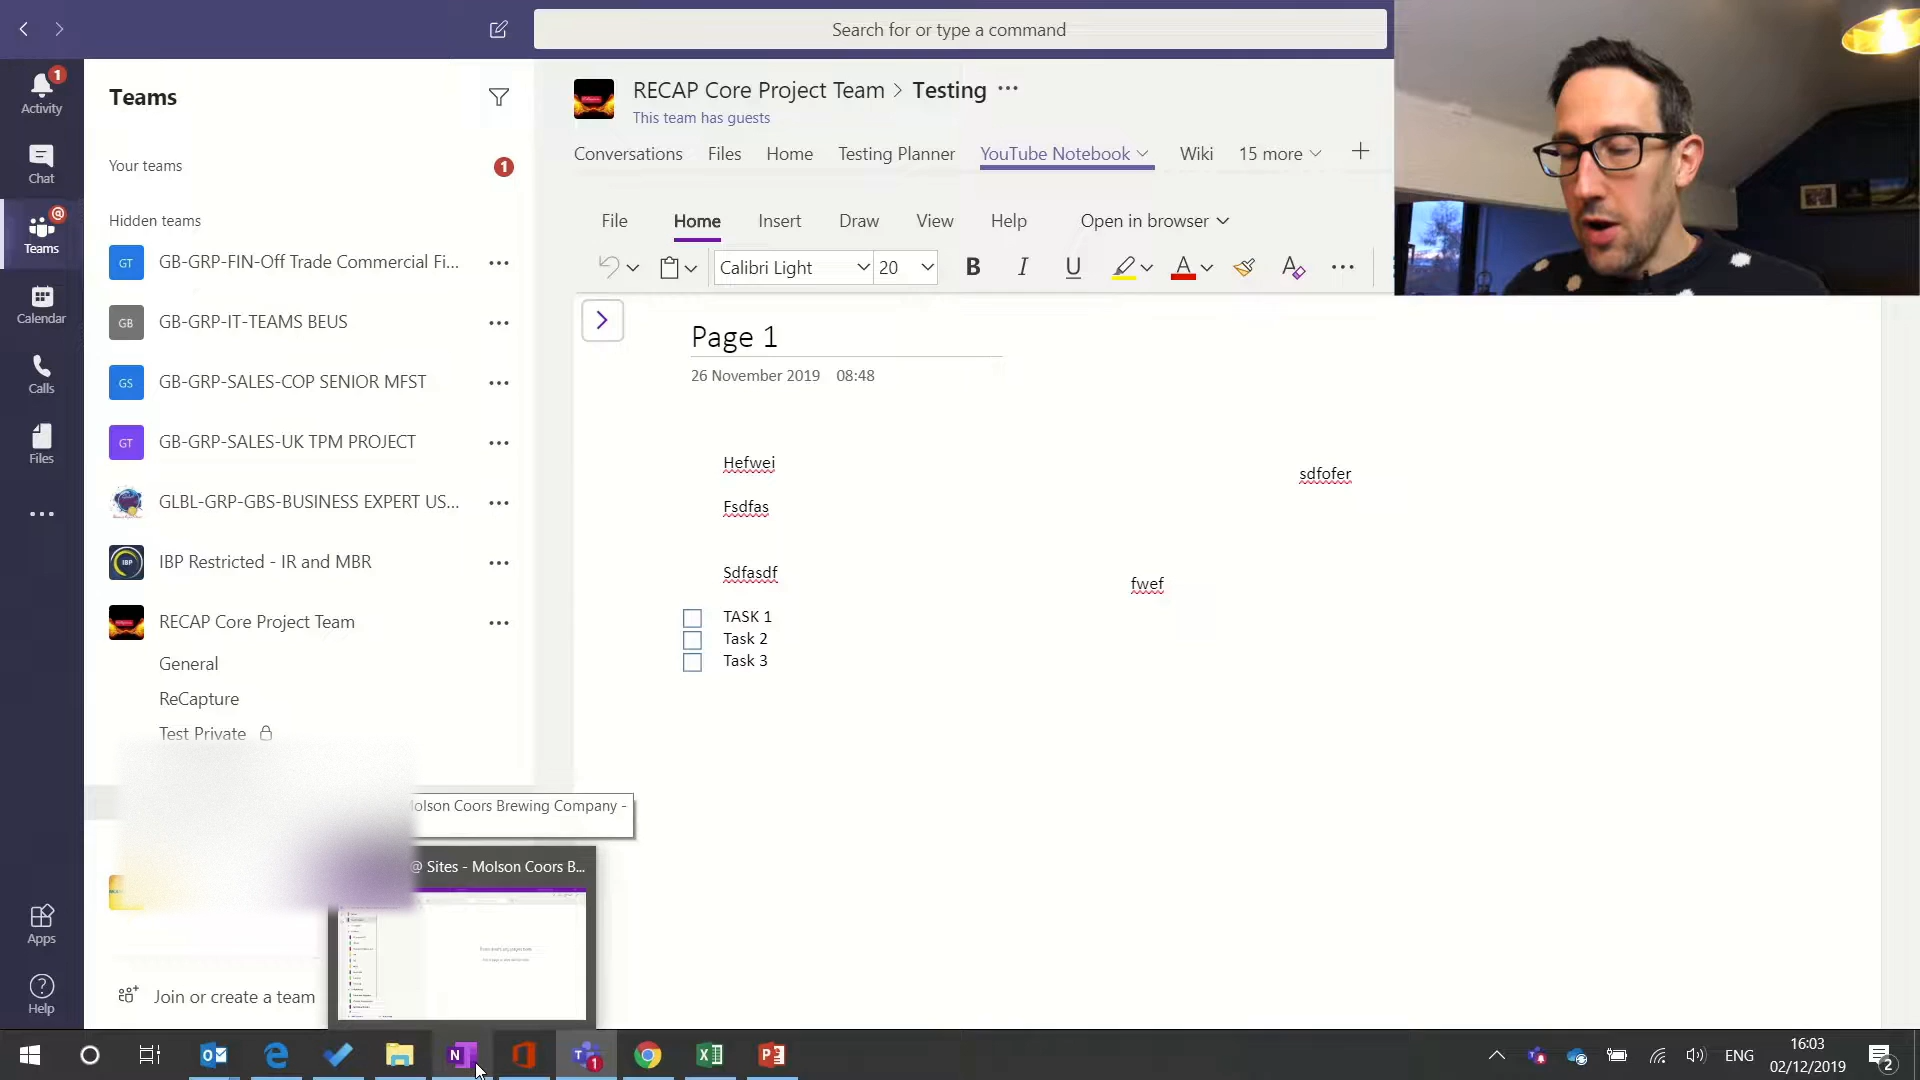 Search for or type a command
1
Activity
Chat
@
Teams
Calendar
Calls
Files
Apps
Help
Teams
Your teams
1
Hidden teams
GT
GB-GRP-FIN-Off Trade Commercial Fi...
GB
GB-GRP-IT-TEAMS BEUS
GS
GB-GRP-SALES-COP SENIOR MFST
GT
GB-GRP-SALES-UK TPM PROJECT
GLBL-GRP-GBS-BUSINESS EXPERT US...
IBP
IBP Restricted - IR and MBR
RECAP Core Project Team
General
ReCapture
Test Private
Molson Coors Brewing Company -
@ Sites - Molson Coors B...
Join or create a team
RECAP Core Project Team > Testing
This team has guests
Conversations Files Home Testing Planner YouTube Notebook Wiki 15 more
File Home Insert Draw View Help Open in browser
Calibri Light 20 B I U A A
Page 1
26 November 2019 08:48
Hefwei
sdfofer
Fsdfas
Sdfasdf
fwef
TASK 1
Task 2
Task 3
ENG
16:03
02/12/2019
2